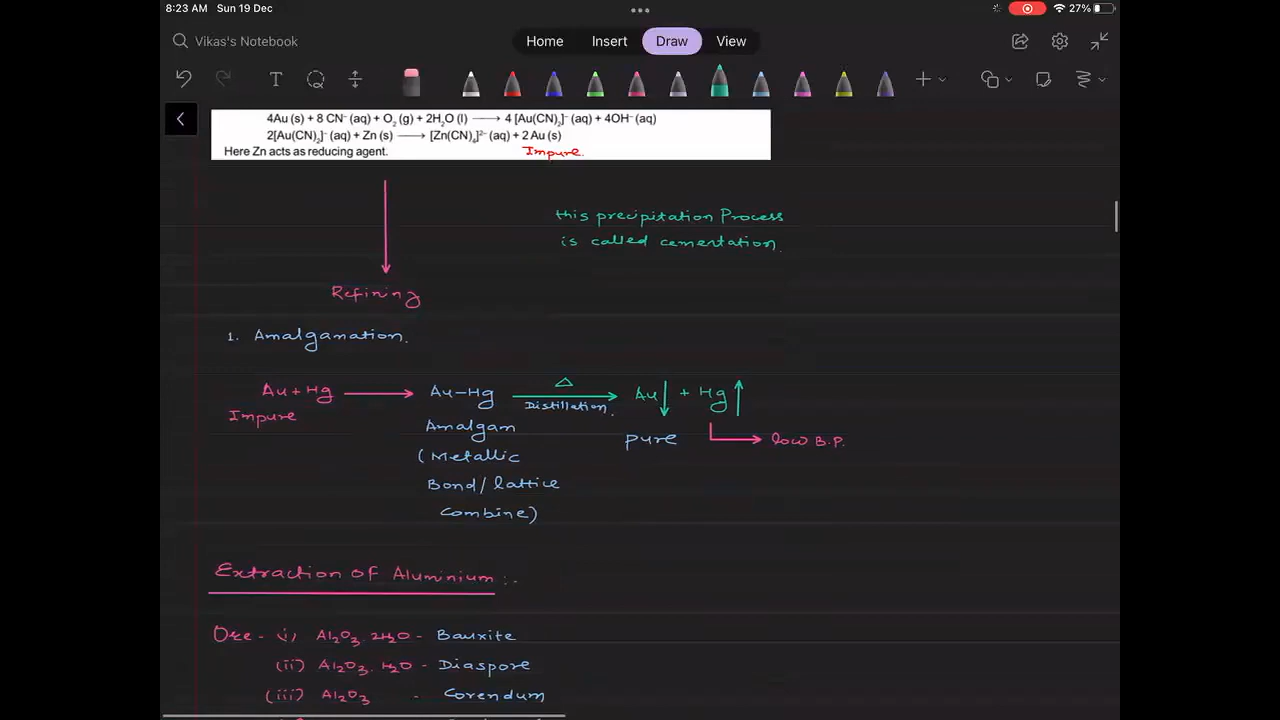 8:23 AM Sun 19 Dec
27%
Vikas's Notebook
Home Insert Draw View
4Au (s) + 8 CN⁻ (aq) + O₂ (g) + 2H₂O (l) ⟶ 4 [Au(CN)₂]⁻ (aq) + 4OH⁻ (aq)
2[Au(CN)₂]⁻ (aq) + Zn (s) ⟶ [Zn(CN)₄]²⁻ (aq) + 2 Au (s)
Here Zn acts as reducing agent.
Impure.
this precipitation Process
is called cementation.
Refining
1. Amalganation.
Au + Hg ⟶ Au-Hg ⟶ Au↓ + Hg↑
△
Distillation.
Impure
Amalgam
pure
low B.P.
(Metallic
Bond/lattice
Combine)
Extraction of Aluminium:-
Ore - (i) Al₂O₃. 2H₂O - Bauxite
(ii) Al₂O₃. H₂O - Diaspore
(iii) Al₂O₃ - Corendum